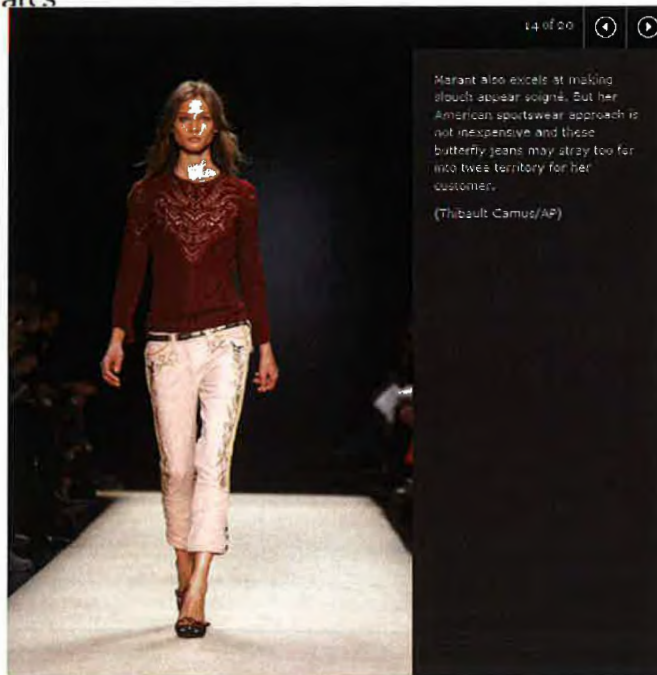 14 of 20
Marant also excels at making
slouch appear soigné. But her
American sportswear approach is
not inexpensive and these
butterfly jeans may stray too far
into twee territory for her
customer.
(Thibault Camus/AP)